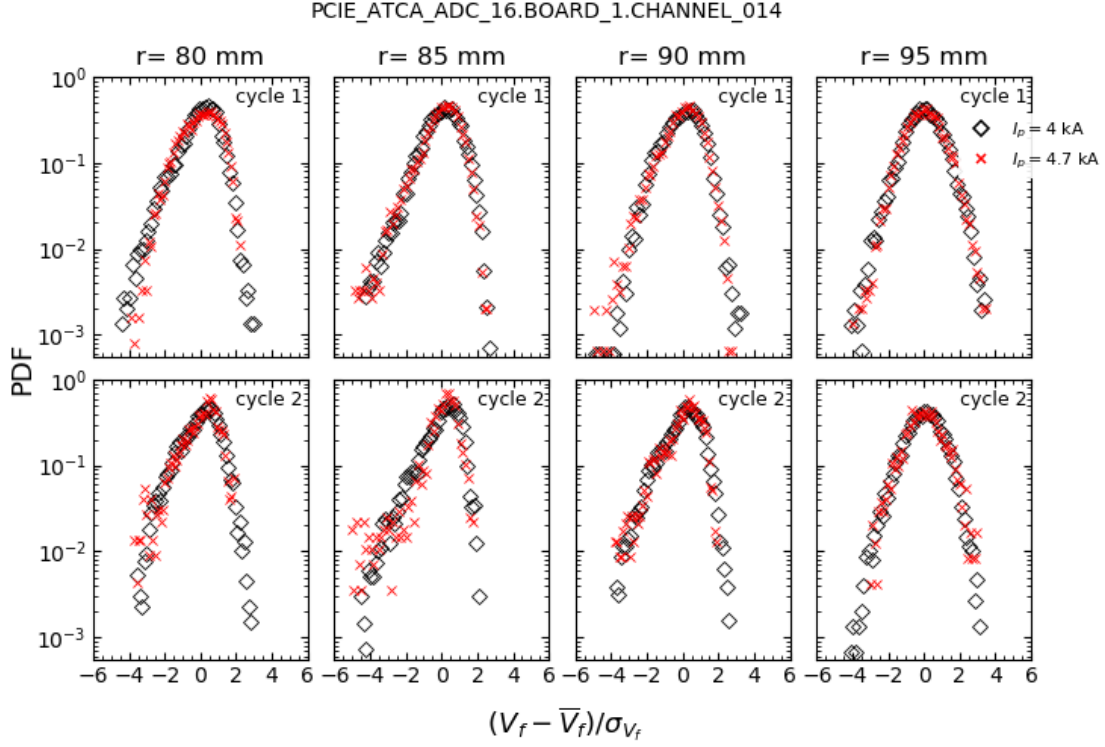 PCIE_ATCA_ADC_16.BOARD_1.CHANNEL_014
r= 80 mm r= 85 mm r= 90 mm r= 95 mm
10⁰
cycle 1 cycle 1 cycle 1 cycle 1
I_p = 4 kA
I_p = 4.7 kA
10⁻¹
10⁻²
10⁻³
PDF
10⁰
cycle 2 cycle 2 cycle 2 cycle 2
10⁻¹
10⁻²
10⁻³
−6 −4 −2 0 2 4 6 −6 −4 −2 0 2 4 6 −6 −4 −2 0 2 4 6 −6 −4 −2 0 2 4 6
(V_f − V̅_f)/σ_{V_f}